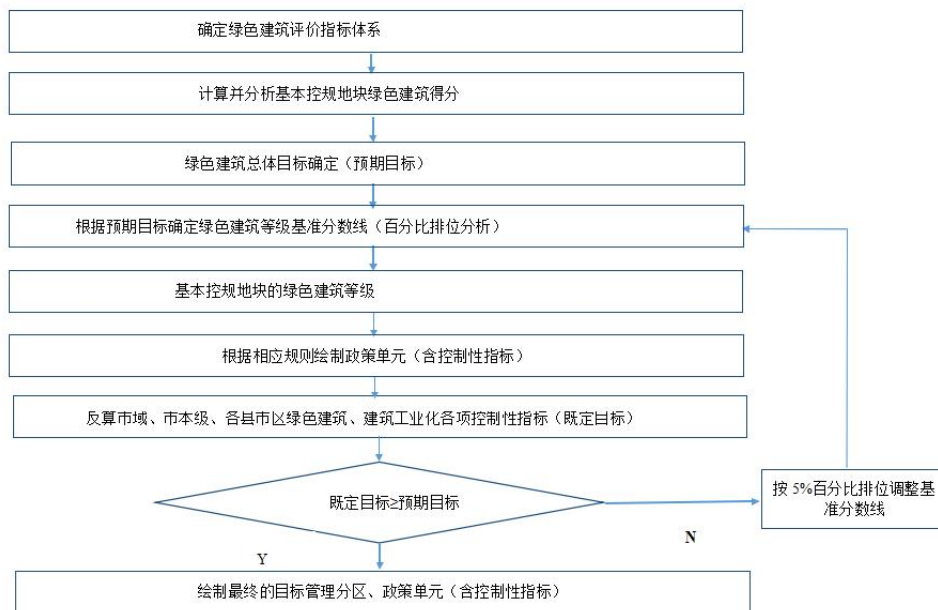 确定绿色建筑评价指标体系
计算并分析基本控规地块绿色建筑得分
绿色建筑总体目标确定（预期目标）
根据预期目标确定绿色建筑等级基准分数线（百分比排位分析）
基本控规地块的绿色建筑等级
根据相应规则绘制政策单元（含控制性指标）
反算市域、市本级、各县市区绿色建筑、建筑工业化各项控制性指标（既定目标）
既定目标≥预期目标
按 5%百分比排位调整基
准分数线
N
Y
绘制最终的目标管理分区、政策单元（含控制性指标）